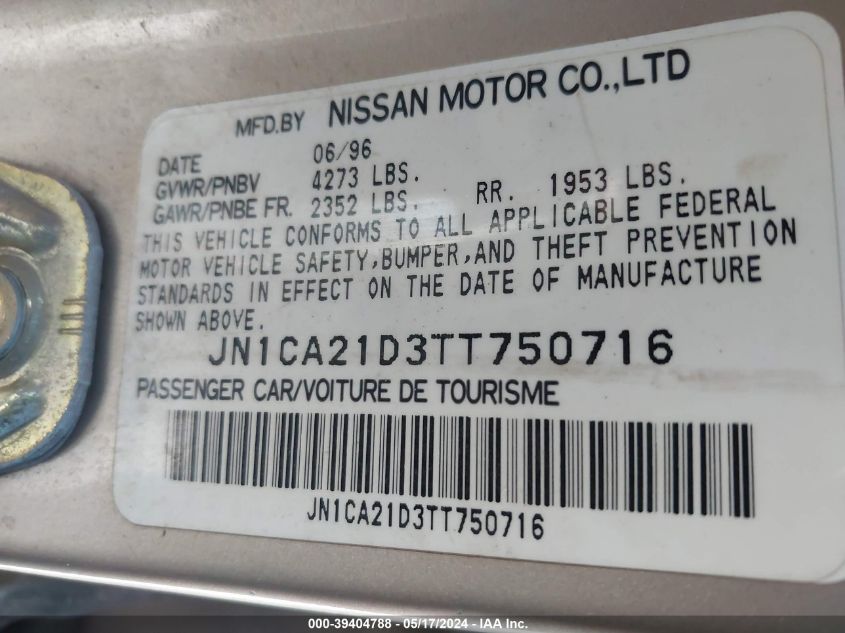 MFD.BY NISSAN MOTOR CO.,LTD
DATE 06/96
GVWR/PNBV 4273 LBS.
GAWR/PNBE FR. 2352 LBS. RR. 1953 LBS.
THIS VEHICLE CONFORMS TO ALL APPLICABLE FEDERAL
MOTOR VEHICLE SAFETY,BUMPER,AND THEFT PREVENTION
STANDARDS IN EFFECT ON THE DATE OF MANUFACTURE
SHOWN ABOVE.
JN1CA21D3TT750716
PASSENGER CAR/VOITURE DE TOURISME
JN1CA21D3TT750716
000-39404788 - 05/17/2024 - IAA Inc.